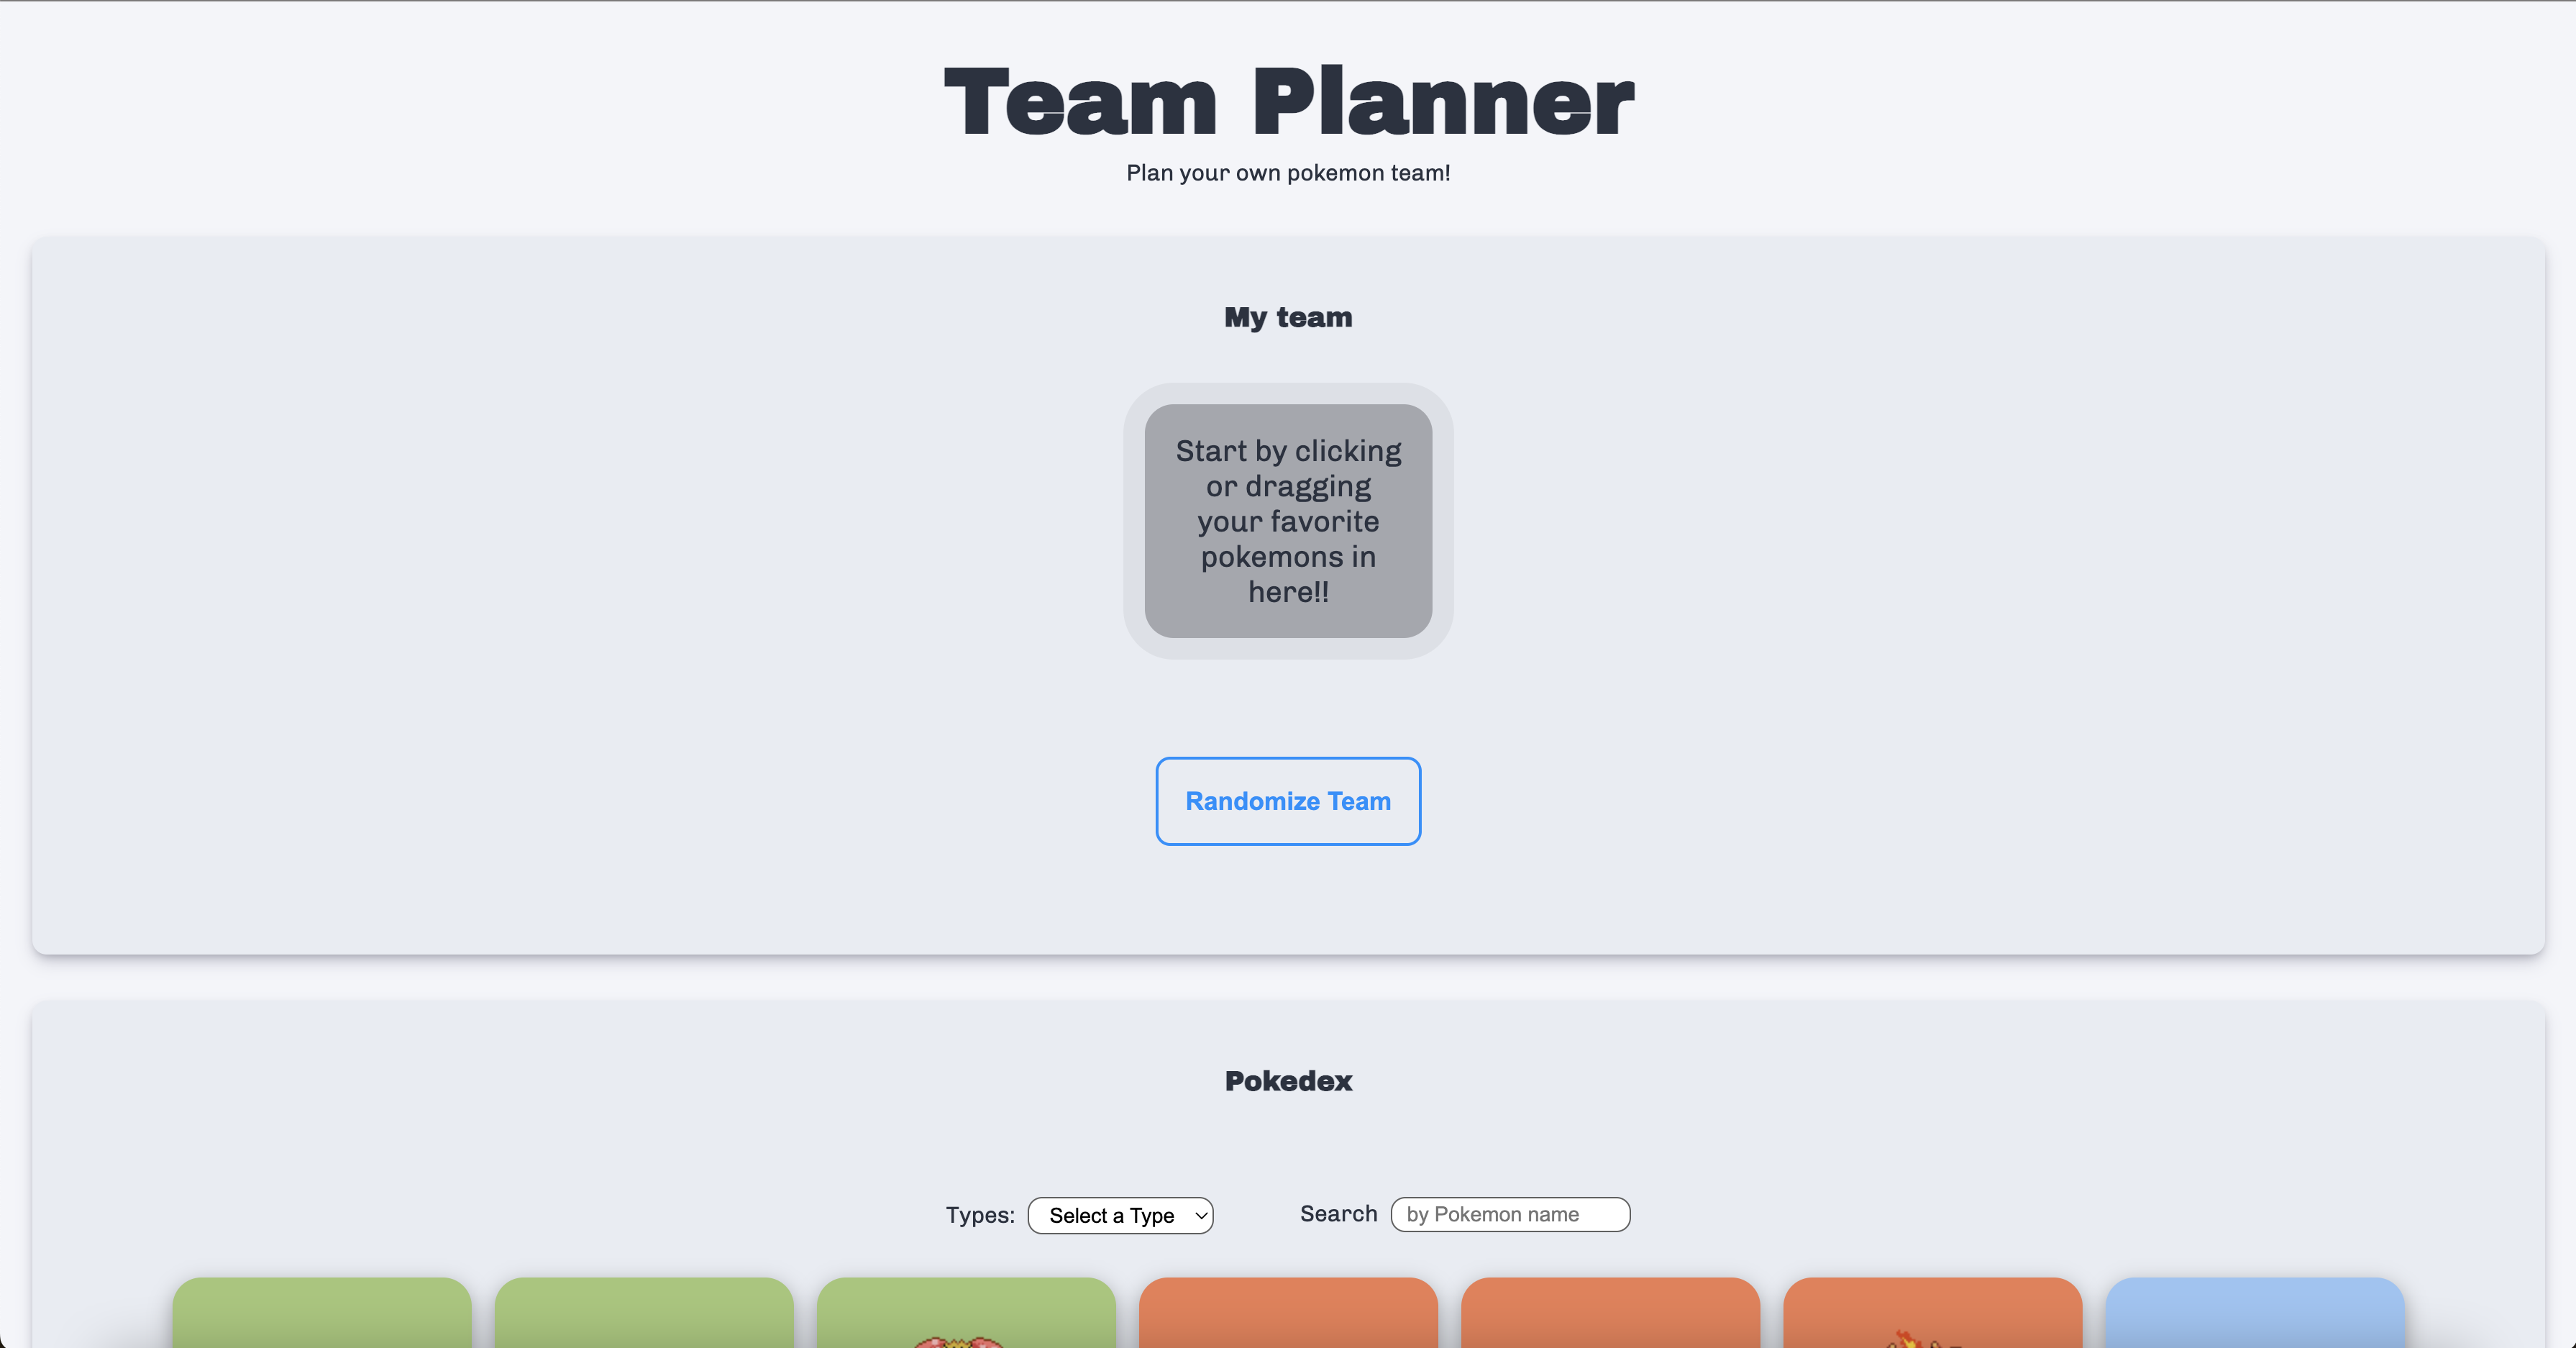 Team Planner
Plan your own pokemon team!
My team
Start by clicking
or dragging
your favorite
pokemons in
here!!
Randomize Team
Pokedex
Types: Select a Type Search by Pokemon name